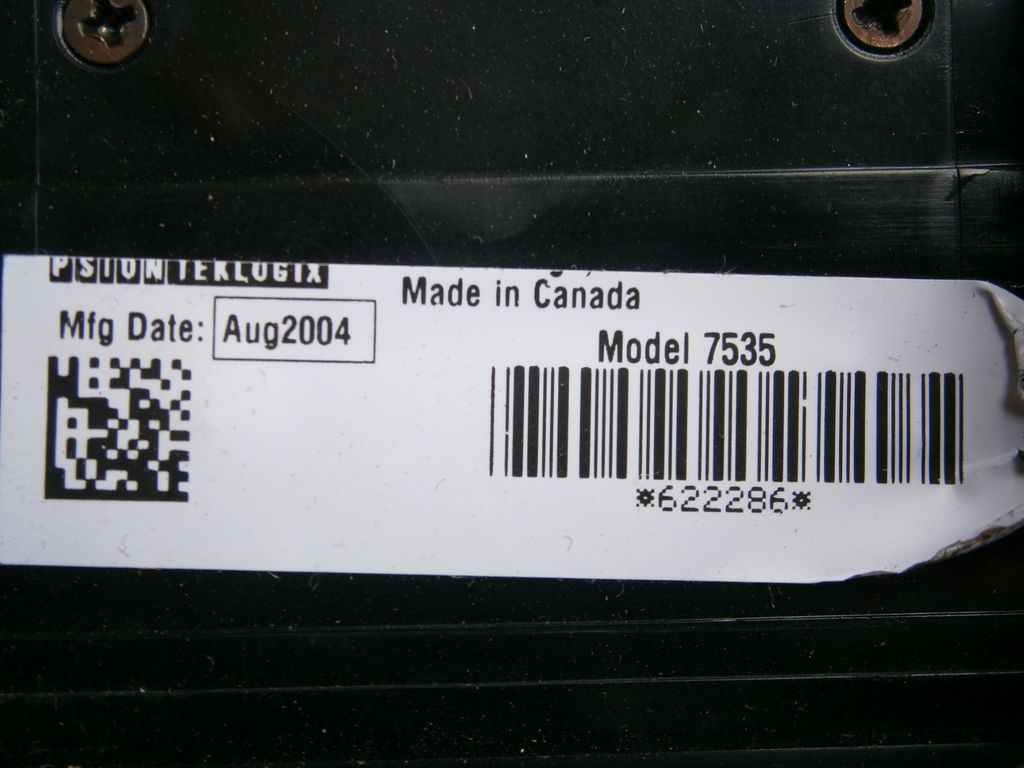 PSION TEKLOGIX
Made in Canada
Mfg Date: Aug2004
Model 7535
*622286*